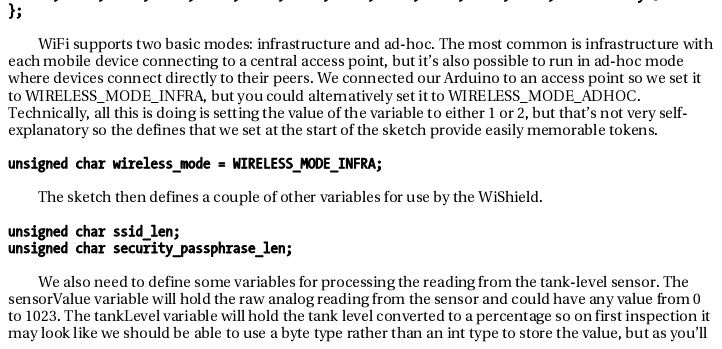 };
WiFi supports two basic modes: infrastructure and ad-hoc. The most common is infrastructure with
each mobile device connecting to a central access point, but it's also possible to run in ad-hoc mode
where devices connect directly to their peers. We connected our Arduino to an access point so we set it
to WIRELESS_MODE_INFRA, but you could alternatively set it to WIRELESS_MODE_ADHOC.
Technically, all this is doing is setting the value of the variable to either 1 or 2, but that's not very self-
explanatory so the defines that we set at the start of the sketch provide easily memorable tokens.
unsigned char wireless_mode = WIRELESS_MODE_INFRA;
The sketch then defines a couple of other variables for use by the WiShield.
unsigned char ssid_len;
unsigned char security_passphrase_len;
We also need to define some variables for processing the reading from the tank-level sensor. The
sensorValue variable will hold the raw analog reading from the sensor and could have any value from 0
to 1023. The tankLevel variable will hold the tank level converted to a percentage so on first inspection it
may look like we should be able to use a byte type rather than an int type to store the value, but as you'll